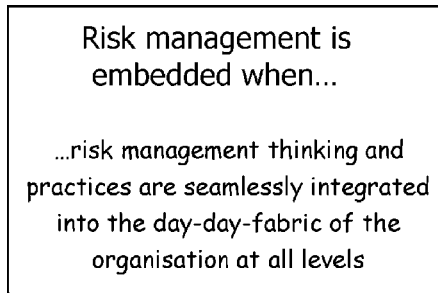 Risk management is
embedded when...
...risk management thinking and
practices are seamlessly integrated
into the day-day-fabric of the
organisation at all levels